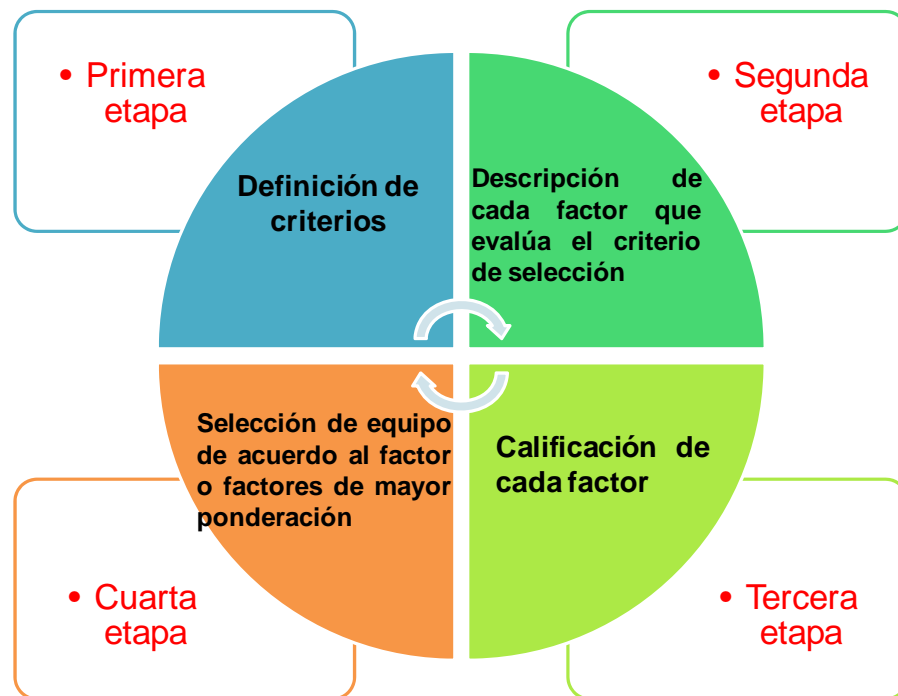 • Primera
etapa
Definición de
criterios
• Segunda
etapa
Descripción de
cada factor que
evalúa el criterio
de selección
• Tercera
etapa
Calificación de
cada factor
• Cuarta
etapa
Selección de equipo
de acuerdo al factor
o factores de mayor
ponderación